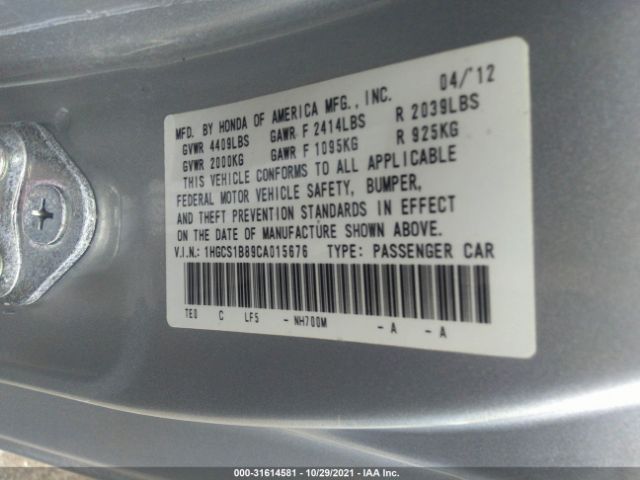 04/'12
MFD. BY HONDA OF AMERICA MFG., INC.
GVWR 4409LBS GAWR F 2414LBS R 2039LBS
GVWR 2000KG GAWR F 1095KG R 925KG
THIS VEHICLE CONFORMS TO ALL APPLICABLE
FEDERAL MOTOR VEHICLE SAFETY, BUMPER,
AND THEFT PREVENTION STANDARDS IN EFFECT
ON THE DATE OF MANUFACTURE SHOWN ABOVE.
V.I.N.: 1HGCS1B89CA015676 TYPE: PASSENGER CAR
TE0 C LF5 - NH700M - A - A
000-31614581 | 10/29/2021 | IAA Inc.